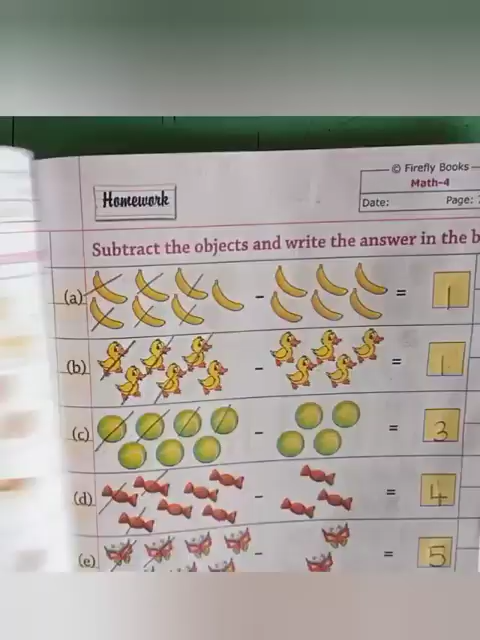 © Firefly Books
Math-4
Homework
Date: Page:
Subtract the objects and write the answer in the
(a) - = 1
(b) - = 1
(c) - = 3
(d) - = 4
(e) - = 5